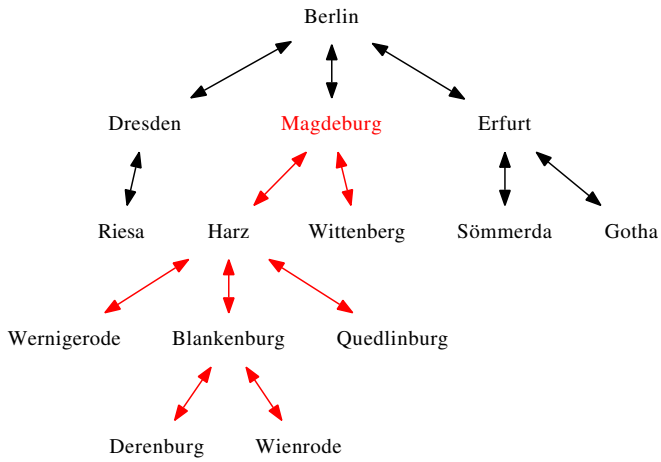 Berlin
Dresden Magdeburg Erfurt
Riesa Harz Wittenberg Sömmerda Gotha
Wernigerode Blankenburg Quedlinburg
Derenburg Wienrode